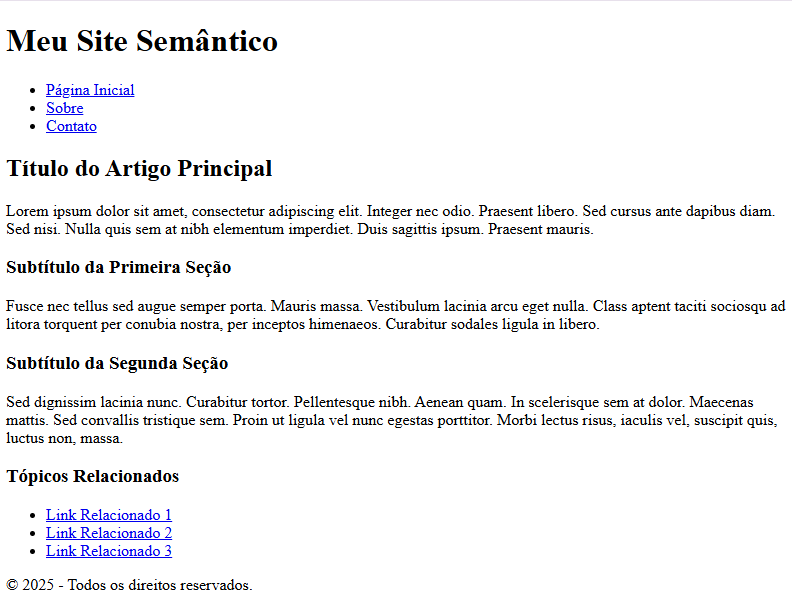 Meu Site Semântico
Página Inicial
Sobre
Contato
Título do Artigo Principal
Lorem ipsum dolor sit amet, consectetur adipiscing elit. Integer nec odio. Praesent libero. Sed cursus ante dapibus diam.
Sed nisi. Nulla quis sem at nibh elementum imperdiet. Duis sagittis ipsum. Praesent mauris.
Subtítulo da Primeira Seção
Fusce nec tellus sed augue semper porta. Mauris massa. Vestibulum lacinia arcu eget nulla. Class aptent taciti sociosqu ad
litora torquent per conubia nostra, per inceptos himenaeos. Curabitur sodales ligula in libero.
Subtítulo da Segunda Seção
Sed dignissim lacinia nunc. Curabitur tortor. Pellentesque nibh. Aenean quam. In scelerisque sem at dolor. Maecenas
mattis. Sed convallis tristique sem. Proin ut ligula vel nunc egestas porttitor. Morbi lectus risus, iaculis vel, suscipit quis,
luctus non, massa.
Tópicos Relacionados
Link Relacionado 1
Link Relacionado 2
Link Relacionado 3
© 2025 - Todos os direitos reservados.